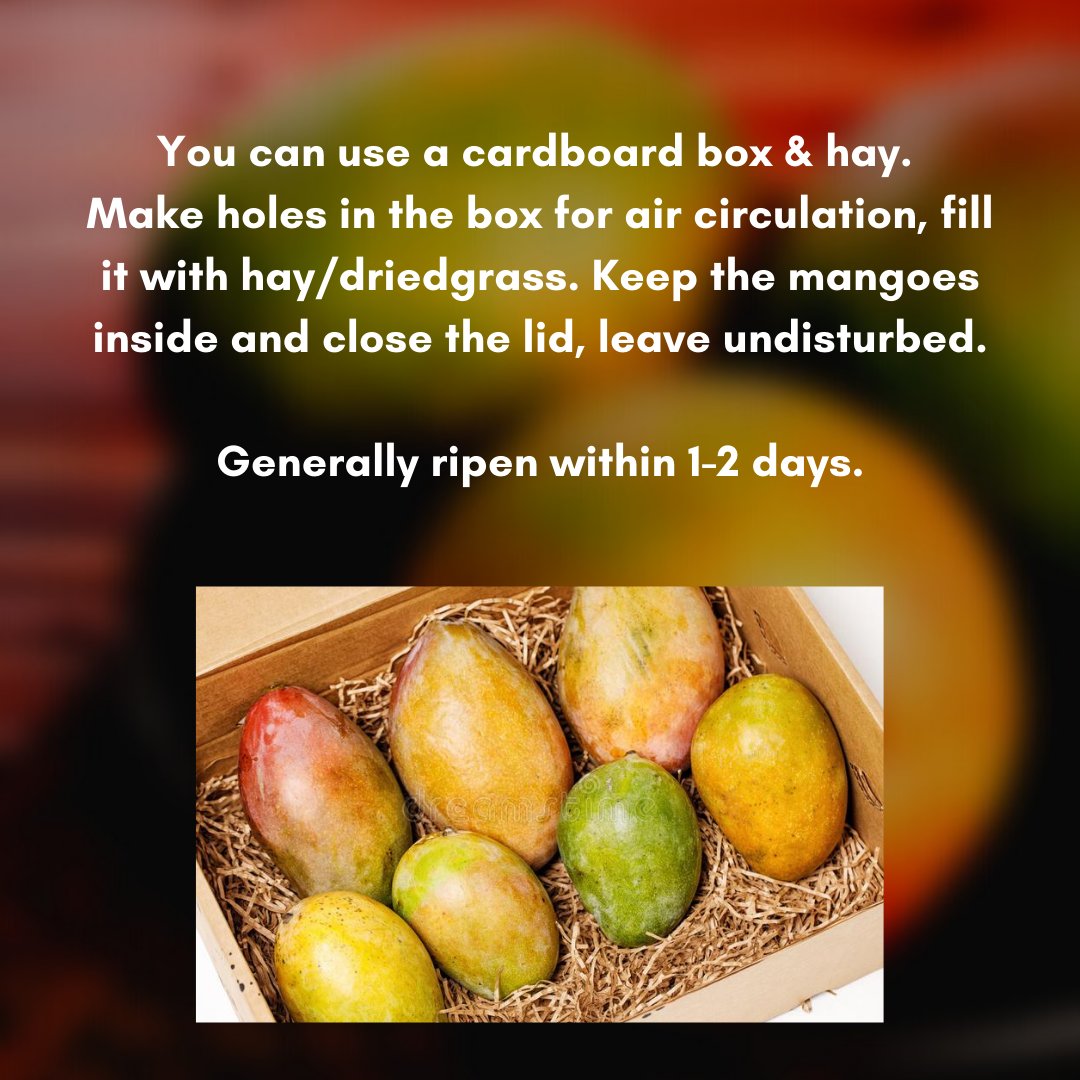 You can use a cardboard box & hay.
Make holes in the box for air circulation, fill
it with hay/driedgrass. Keep the mangoes
inside and close the lid, leave undisturbed.
Generally ripen within 1-2 days.
dreamstime